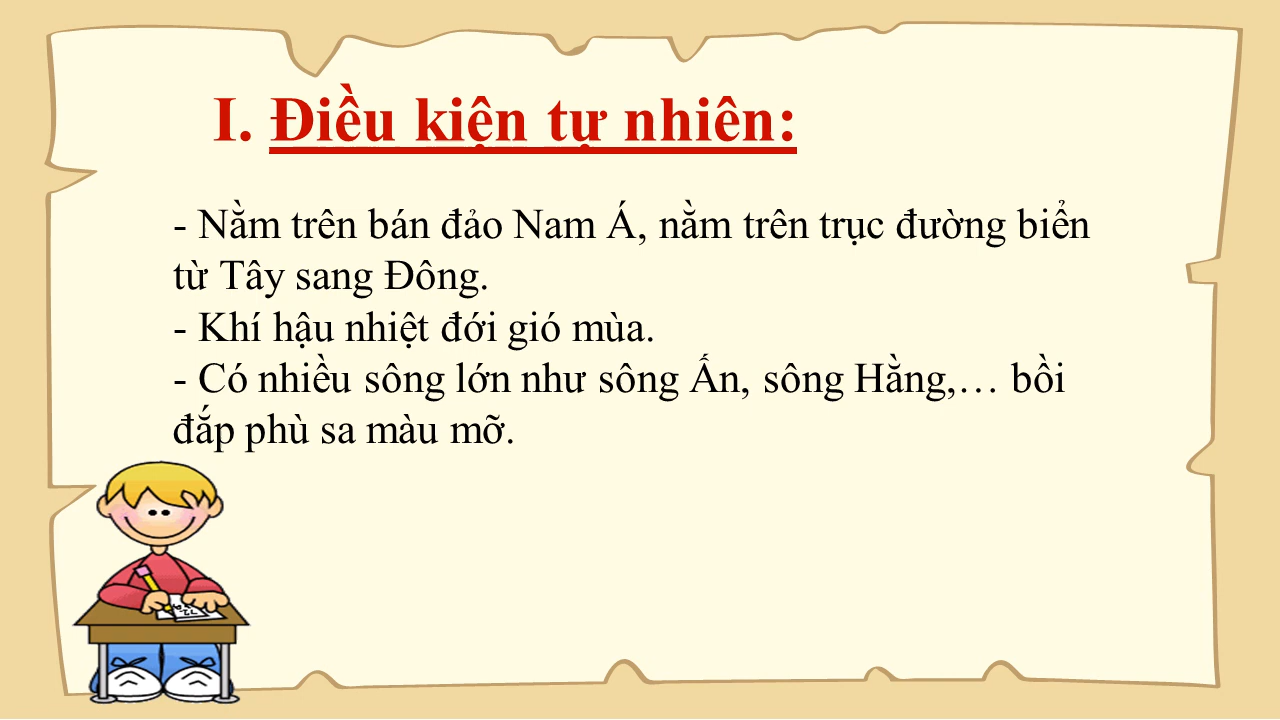 I. Điều kiện tự nhiên:
- Nằm trên bán đảo Nam Á, nằm trên trục đường biển
từ Tây sang Đông.
- Khí hậu nhiệt đới gió mùa.
- Có nhiều sông lớn như sông Ấn, sông Hằng,… bồi
đắp phù sa màu mỡ.